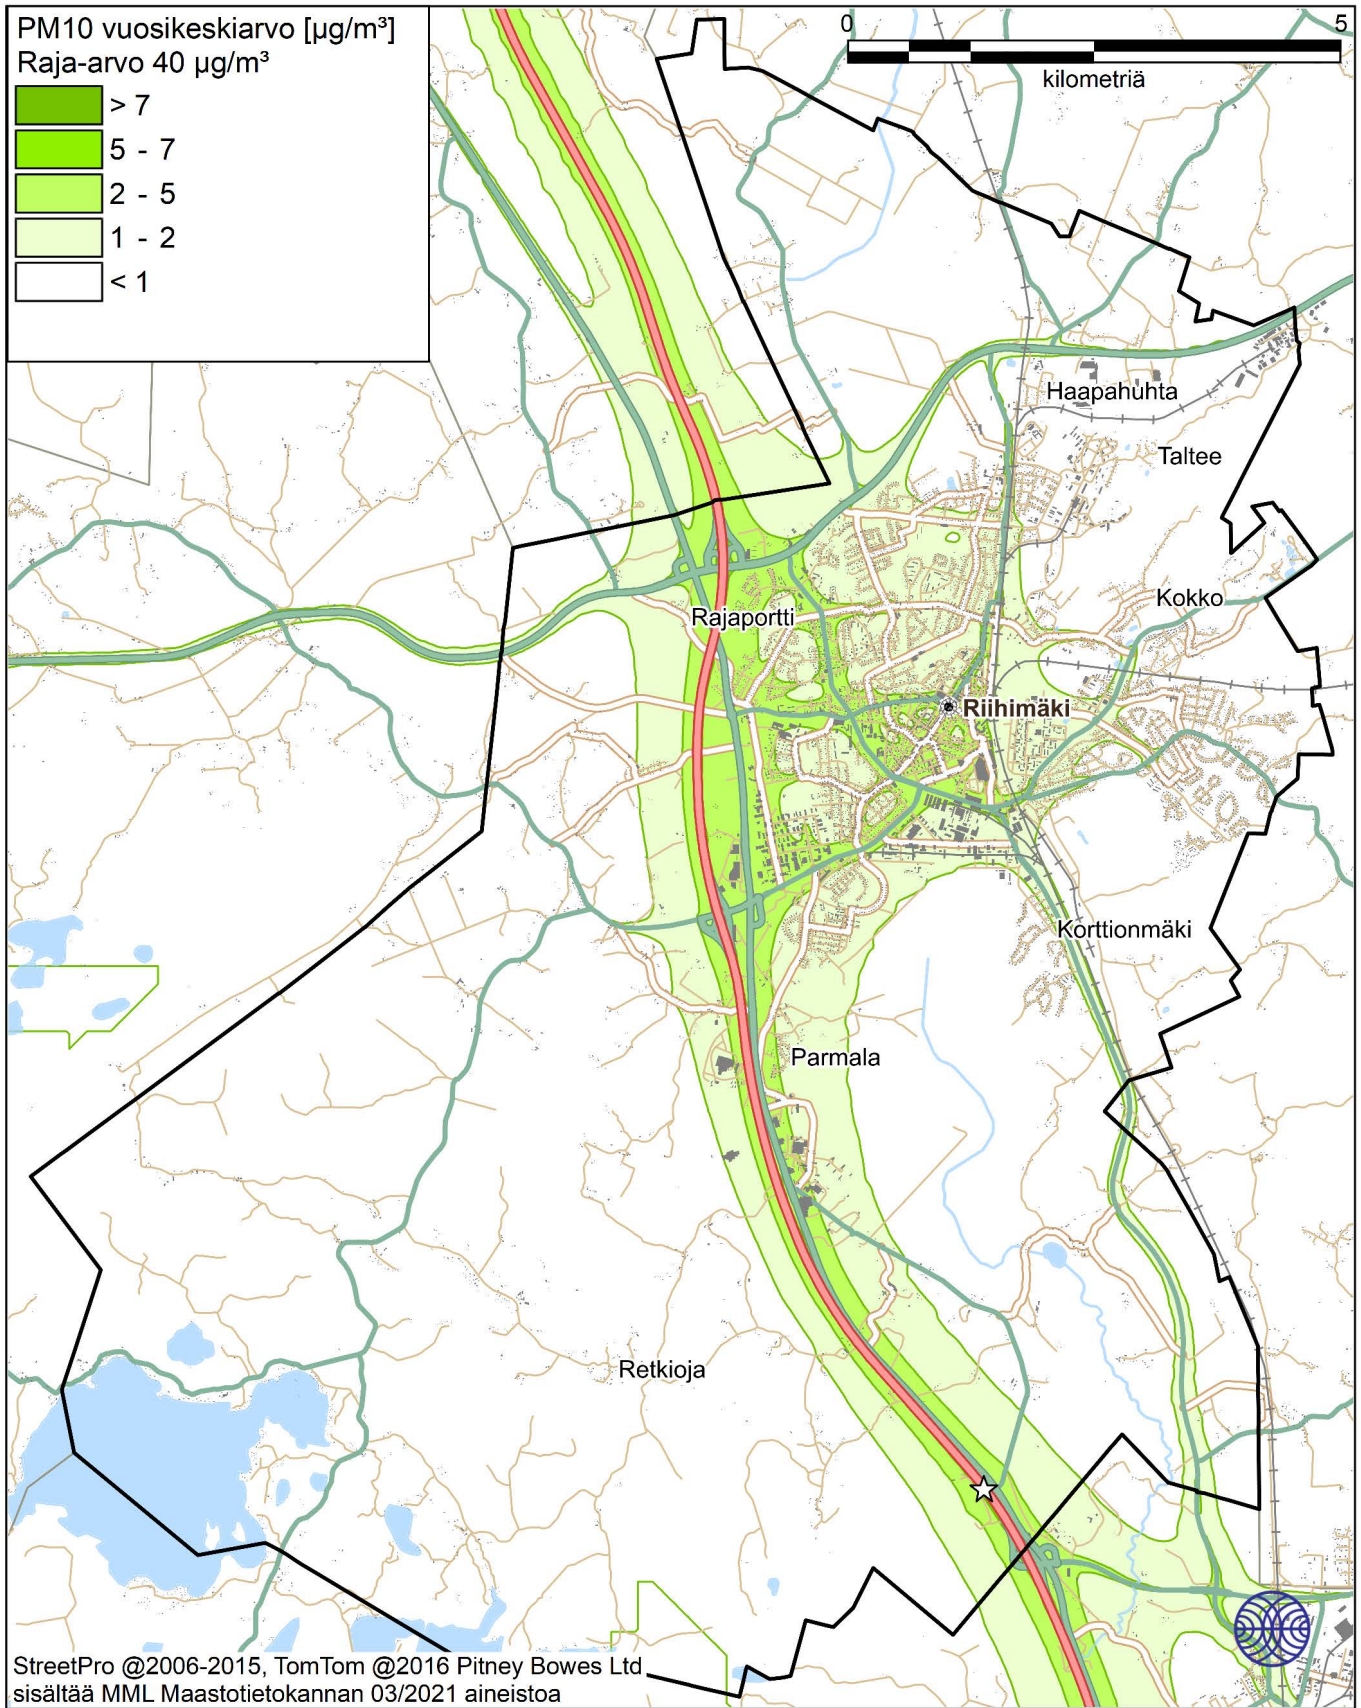 PM10 vuosikeskiarvo [µg/m³]
Raja-arvo 40 µg/m³
> 7
5 - 7
2 - 5
1 - 2
< 1
0 5
kilometriä
Haapahuhta
Taltee
Kokko
Rajaportti
Riihimäki
Korttionmäki
Parmala
Retkioja
StreetPro @2006-2015, TomTom @2016 Pitney Bowes Ltd
sisältää MML Maastotietokannan 03/2021 aineistoa